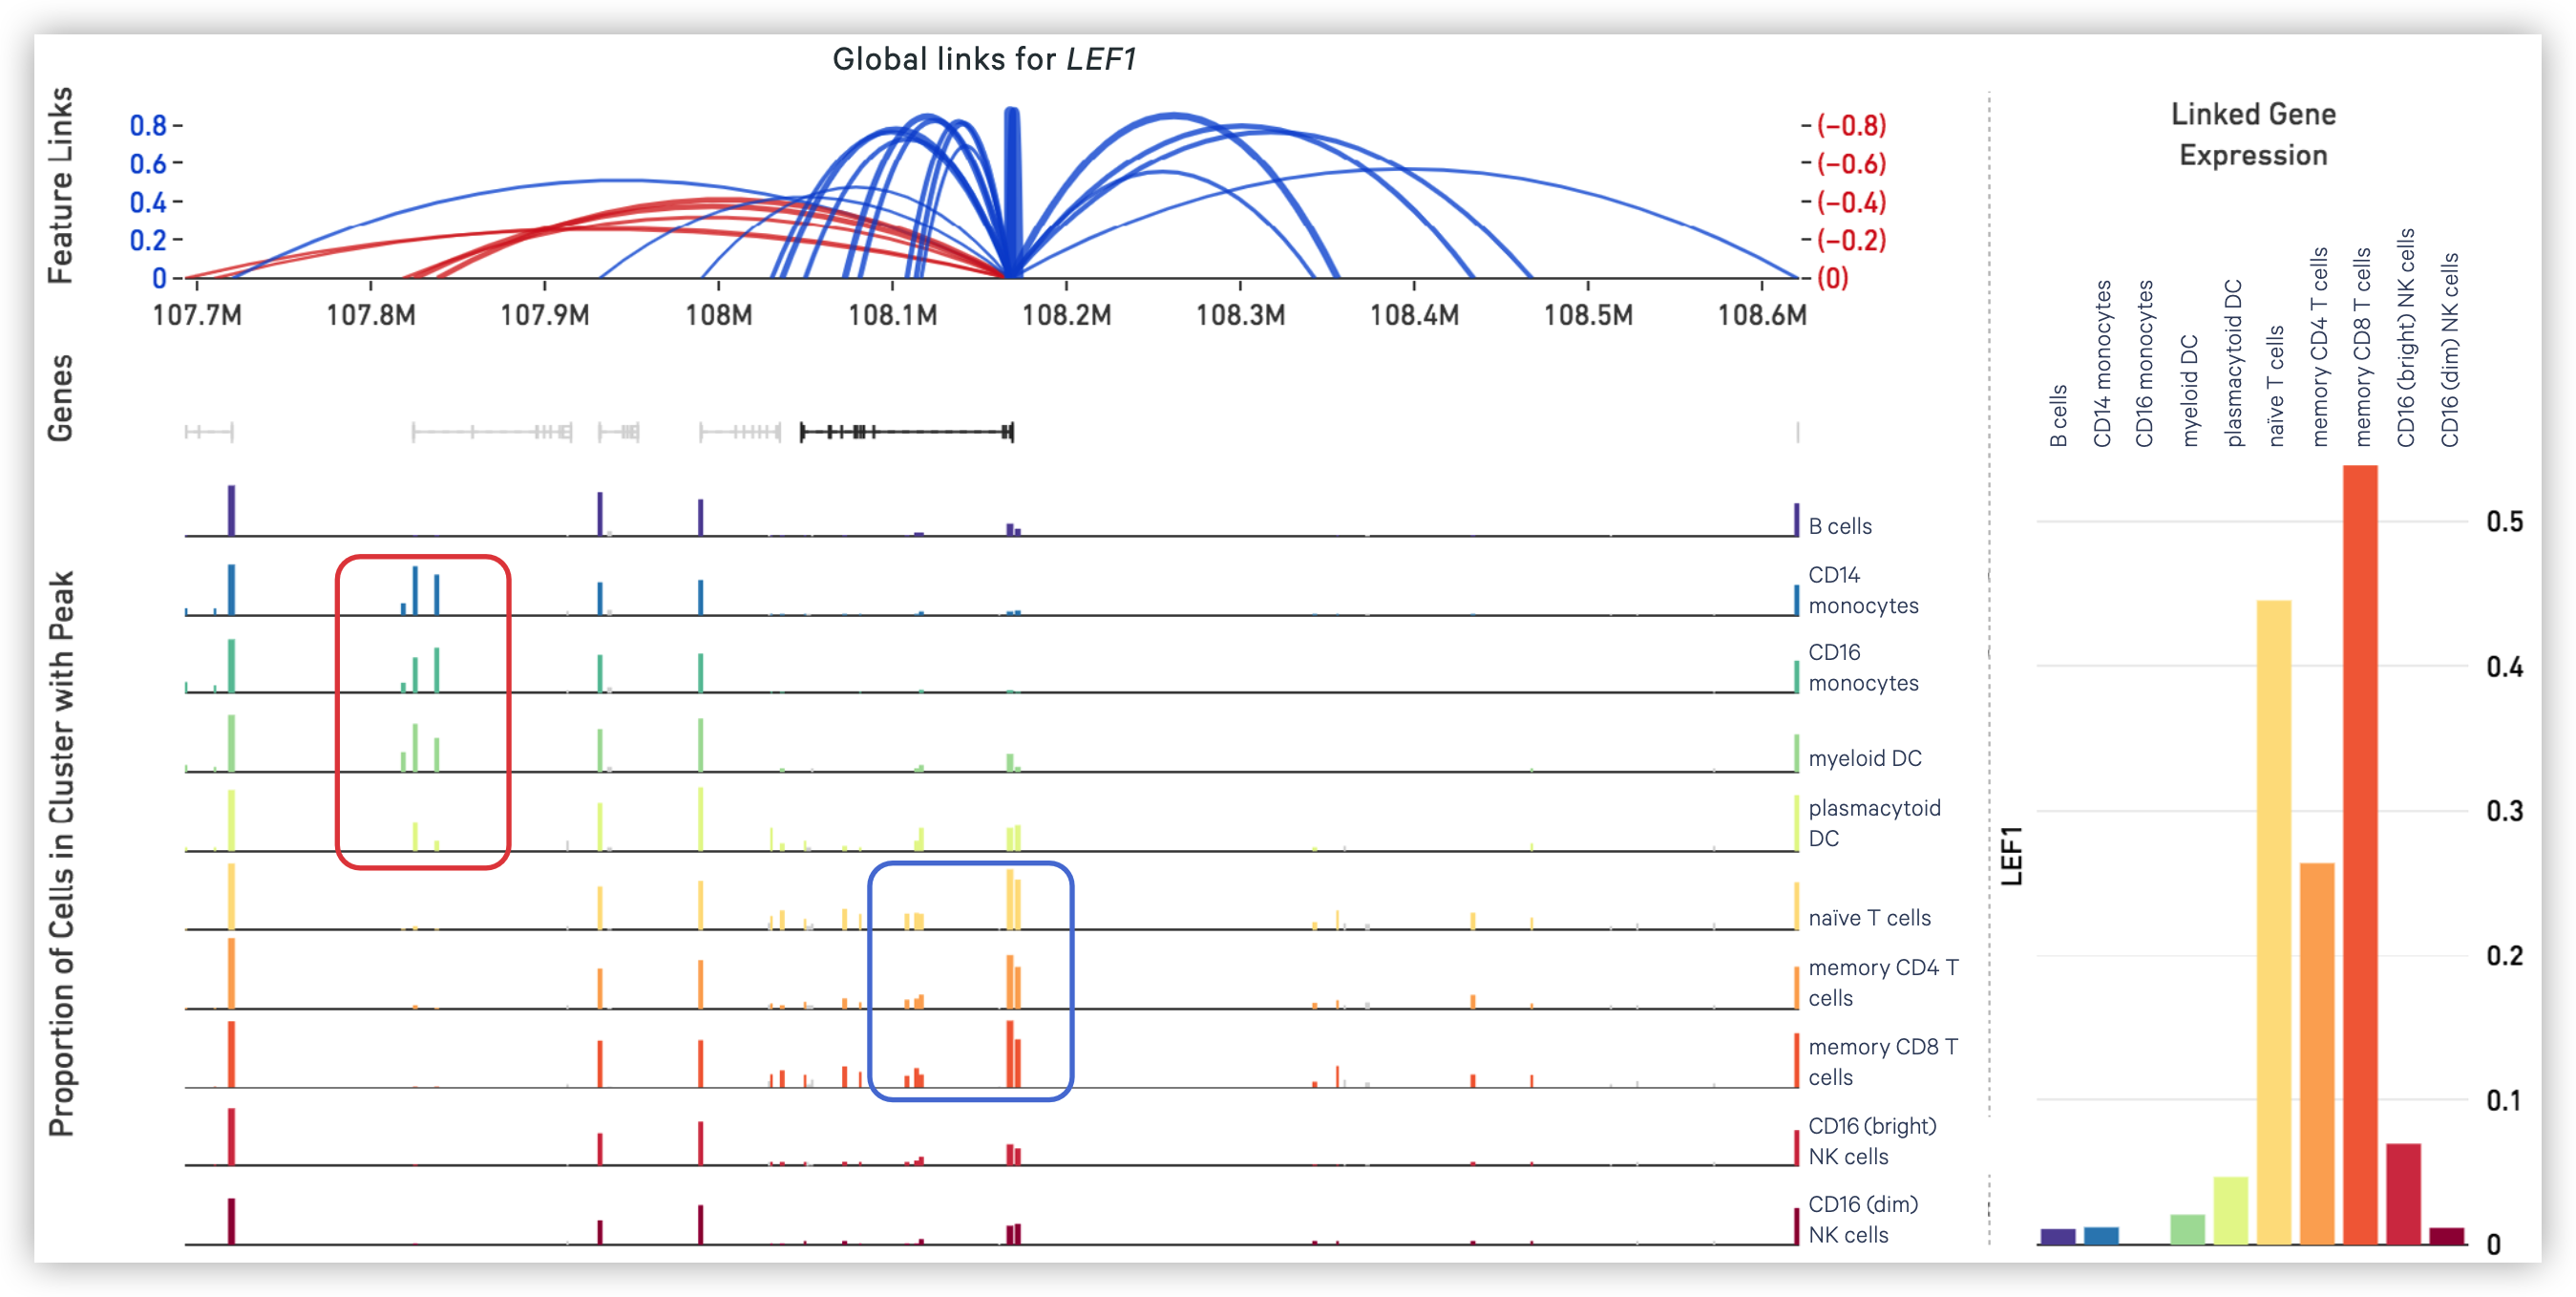 Global links for LEF1
Feature Links
0.8
0.6
0.4
0.2
0
(−0.8)
(−0.6)
(−0.4)
(−0.2)
(0)
107.7M 107.8M 107.9M 108M 108.1M 108.2M 108.3M 108.4M 108.5M 108.6M
Genes
Proportion of Cells in Cluster with Peak
B cells
CD14
monocytes
CD16
monocytes
myeloid DC
plasmacytoid
DC
naïve T cells
memory CD4 T
cells
memory CD8 T
cells
CD16 (bright)
NK cells
CD16 (dim)
NK cells
Linked Gene
Expression
B cells
CD14 monocytes
CD16 monocytes
myeloid DC
plasmacytoid DC
naïve T cells
memory CD4 T cells
memory CD8 T cells
CD16 (bright) NK cells
CD16 (dim) NK cells
LEF1
0.5
0.4
0.3
0.2
0.1
0